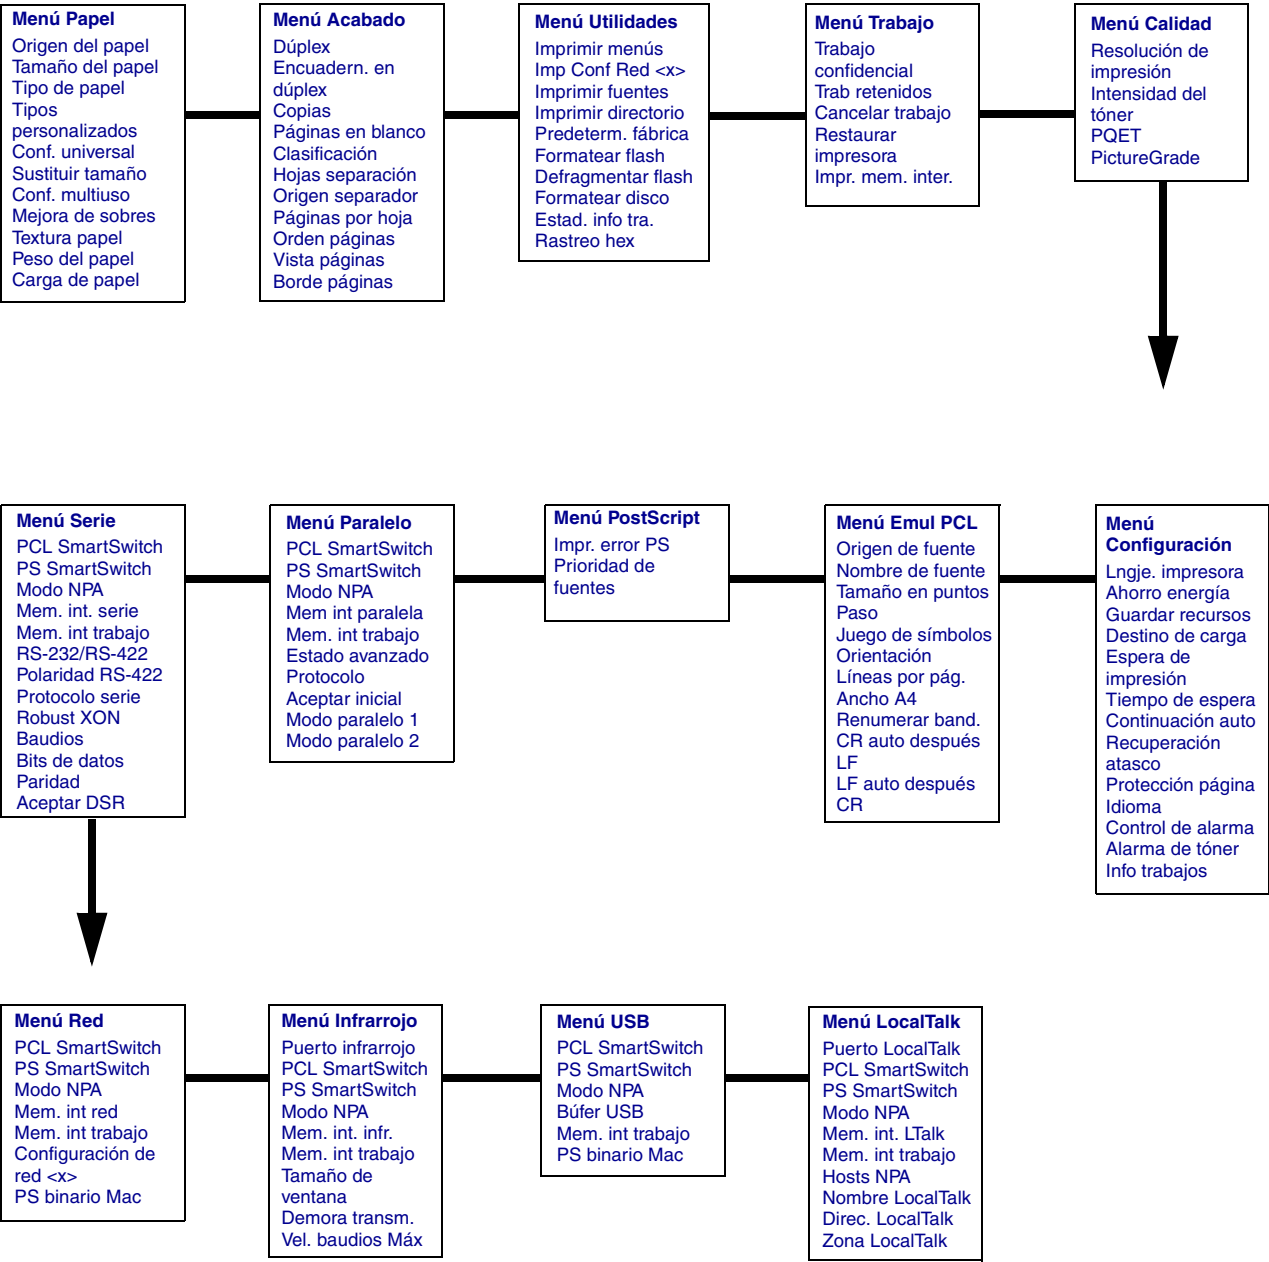 Menú Papel
Origen del papel
Tamaño del papel
Tipo de papel
Tipos
personalizados
Conf. universal
Sustituir tamaño
Conf. multiuso
Mejora de sobres
Textura papel
Peso del papel
Carga de papel
Menú Acabado
Dúplex
Encuadern. en
dúplex
Copias
Páginas en blanco
Clasificación
Hojas separación
Origen separador
Páginas por hoja
Orden páginas
Vista páginas
Borde páginas
Menú Utilidades
Imprimir menús
Imp Conf Red <x>
Imprimir fuentes
Imprimir directorio
Predeterm. fábrica
Formatear flash
Defragmentar flash
Formatear disco
Estad. info tra.
Rastreo hex
Menú Trabajo
Trabajo
confidencial
Trab retenidos
Cancelar trabajo
Restaurar
impresora
Impr. mem. inter.
Menú Calidad
Resolución de
impresión
Intensidad del
tóner
PQET
PictureGrade
Menú Serie
PCL SmartSwitch
PS SmartSwitch
Modo NPA
Mem. int. serie
Mem. int trabajo
RS-232/RS-422
Polaridad RS-422
Protocolo serie
Robust XON
Baudios
Bits de datos
Paridad
Aceptar DSR
Menú Paralelo
PCL SmartSwitch
PS SmartSwitch
Modo NPA
Mem int paralela
Mem. int trabajo
Estado avanzado
Protocolo
Aceptar inicial
Modo paralelo 1
Modo paralelo 2
Menú PostScript
Impr. error PS
Prioridad de
fuentes
Menú Emul PCL
Origen de fuente
Nombre de fuente
Tamaño en puntos
Paso
Juego de símbolos
Orientación
Líneas por pág.
Ancho A4
Renumerar band.
CR auto después
LF
LF auto después
CR
Menú
Configuración
Lngje. impresora
Ahorro energía
Guardar recursos
Destino de carga
Espera de
impresión
Tiempo de espera
Continuación auto
Recuperación
atasco
Protección página
Idioma
Control de alarma
Alarma de tóner
Info trabajos
Menú Red
PCL SmartSwitch
PS SmartSwitch
Modo NPA
Mem. int red
Mem. int trabajo
Configuración de
red <x>
PS binario Mac
Menú Infrarrojo
Puerto infrarrojo
PCL SmartSwitch
PS SmartSwitch
Modo NPA
Mem. int. infr.
Mem. int trabajo
Tamaño de
ventana
Demora transm.
Vel. baudios Máx
Menú USB
PCL SmartSwitch
PS SmartSwitch
Modo NPA
Búfer USB
Mem. int trabajo
PS binario Mac
Menú LocalTalk
Puerto LocalTalk
PCL SmartSwitch
PS SmartSwitch
Modo NPA
Mem. int. LTalk
Mem. int trabajo
Hosts NPA
Nombre LocalTalk
Direc. LocalTalk
Zona LocalTalk